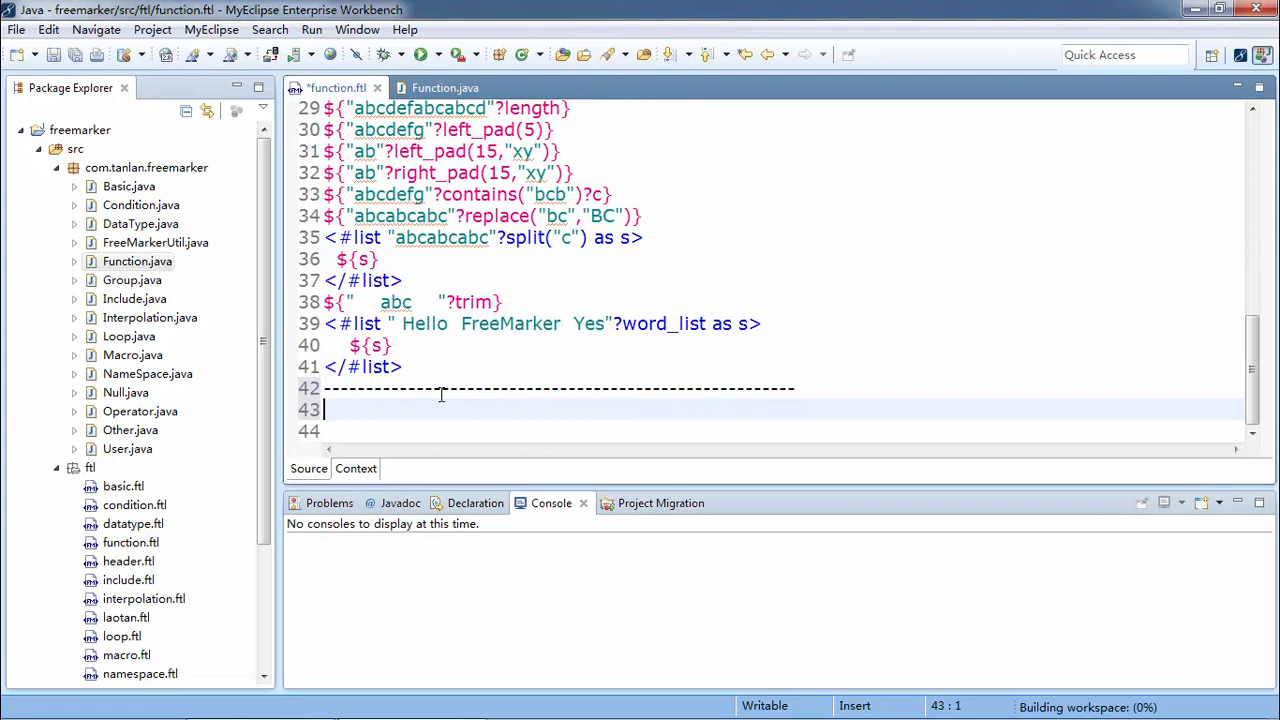 Java - freemarker/src/ftl/function.ftl - MyEclipse Enterprise Workbench
File Edit Navigate Project MyEclipse Search Run Window Help
Quick Access
Package Explorer
*function.ftl
Function.java
freemarker
src
com.tanlan.freemarker
Basic.java
Condition.java
DataType.java
FreeMarkerUtil.java
Function.java
Group.java
Include.java
Interpolation.java
Loop.java
Macro.java
NameSpace.java
Null.java
Operator.java
Other.java
User.java
ftl
basic.ftl
condition.ftl
datatype.ftl
function.ftl
header.ftl
include.ftl
interpolation.ftl
laotan.ftl
loop.ftl
macro.ftl
namespace.ftl
29 ${"abcdefabcabcd"?length}
30 ${"abcdefg"?left_pad(5)}
31 ${"ab"?left_pad(15,"xy")}
32 ${"ab"?right_pad(15,"xy")}
33 ${"abcdefg"?contains("bcb")?c}
34 ${"abcabcabc"?replace("bc","BC")}
35 <#list "abcabcabc"?split("c") as s>
36 ${s}
37 </#list>
38 ${"   abc   "?trim}
39 <#list " Hello  FreeMarker  Yes"?word_list as s>
40 ${s}
41 </#list>
42 --------------------------------------------------------
43
44
Source Context
Problems @ Javadoc Declaration Console Project Migration
No consoles to display at this time.
Writable Insert 43 : 1 Building workspace: (0%)